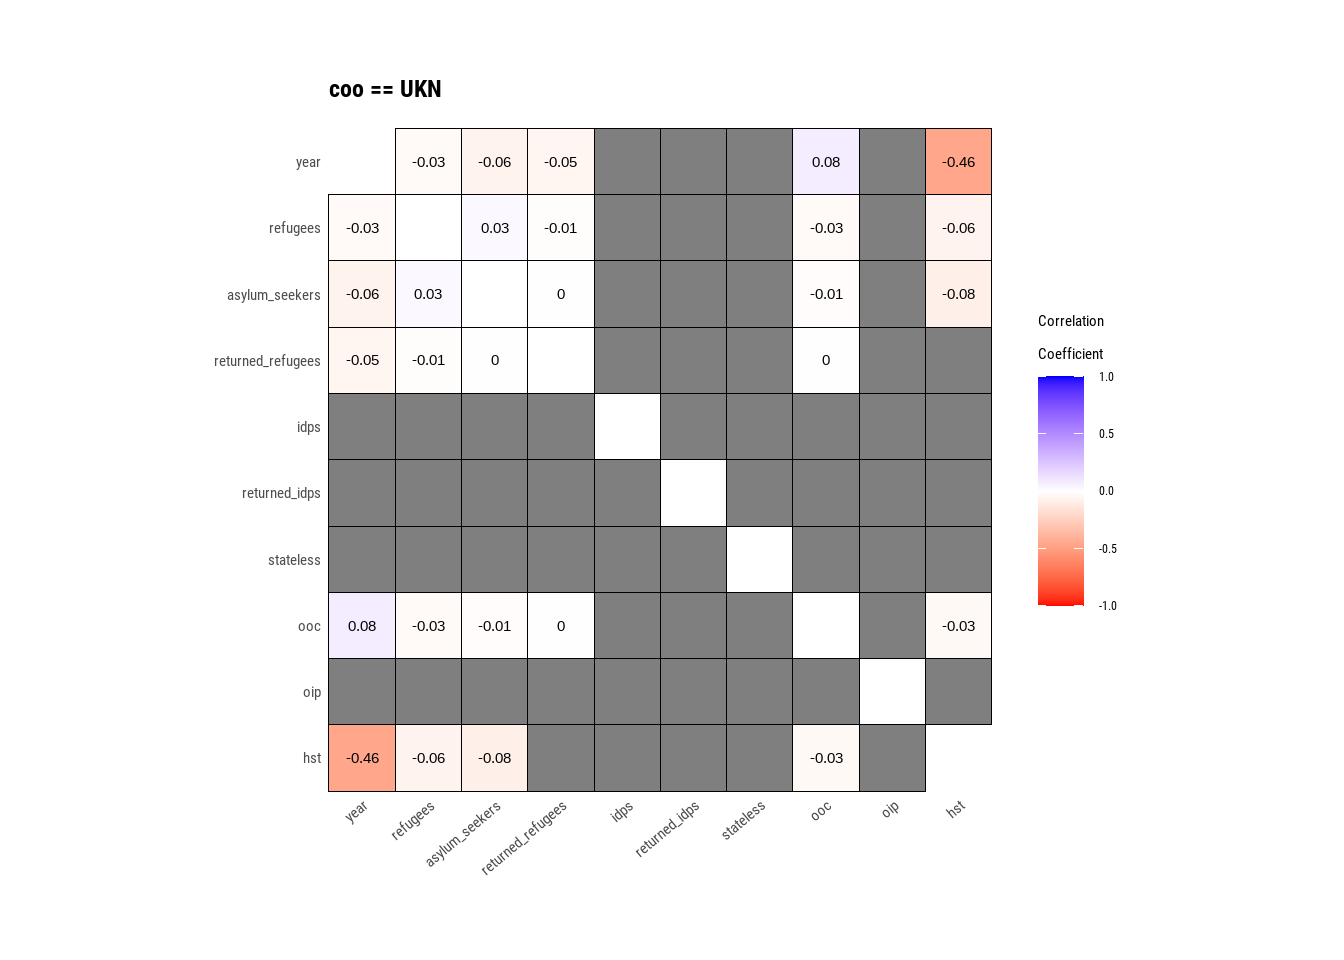 coo == UKN
year -0.03 -0.06 -0.05 0.08 -0.46
refugees -0.03 0.03 -0.01 -0.03 -0.06
asylum_seekers -0.06 0.03 0 -0.01 -0.08
returned_refugees -0.05 -0.01 0 0
idps
returned_idps
stateless
ooc 0.08 -0.03 -0.01 0 -0.03
oip
hst -0.46 -0.06 -0.08 -0.03
year refugees asylum_seekers returned_refugees idps returned_idps stateless ooc oip hst
Correlation
Coefficient
1.0
0.5
0.0
-0.5
-1.0